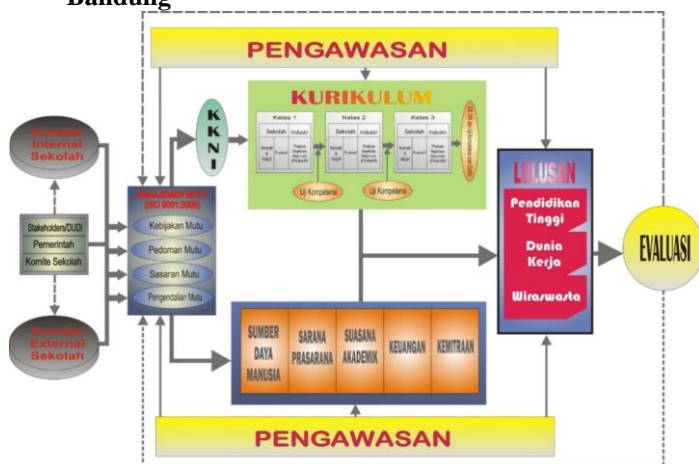 Bandung
PENGAWASAN
KURIKULUM
KKNI
Kelas 1
Kelas 2
Kelas 3
Sekolah
Industri
Sekolah
Industri
Sekolah
Industri
Uji Kompetensi
Uji Kompetensi
Internal
Sekolah
Stakeholders/DUDI
Pemerintah
Komite Sekolah
External
Sekolah
MANAJEMEN MUTU
(ISO 9001:2008)
Kebijakan Mutu
Pedoman Mutu
Sasaran Mutu
Pengendalian Mutu
SUMBER
DAYA
MANUSIA
SARANA
PRASARANA
SUASANA
AKADEMIK
KEUANGAN
KEMITRAAN
LULUSAN
Pendidikan
Tinggi
Dunia
Kerja
Wiraswasta
EVALUASI
PENGAWASAN